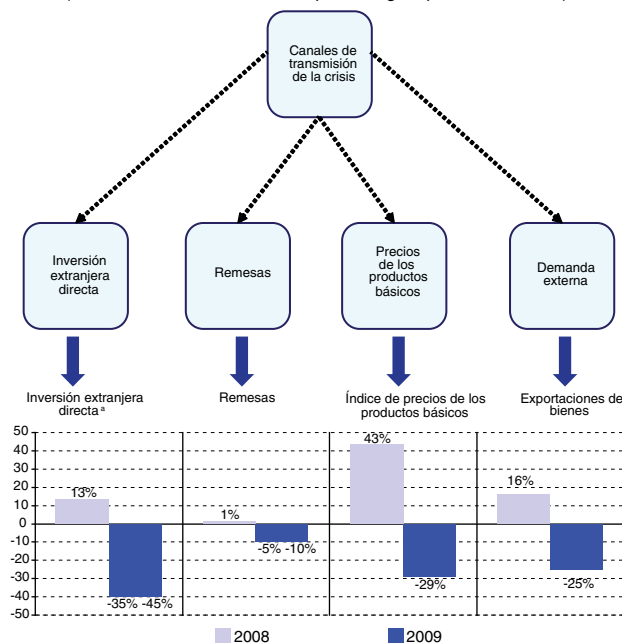 Canales de
transmisión
de la crisis
Inversión
extranjera
directa
Remesas
Precios
de los
productos
básicos
Demanda
externa
Inversión extranjera
directa a
Remesas
Índice de precios de los
productos básicos
Exportaciones de
bienes
50
40
30
20
10
0
-10
-20
-30
-40
-50
13%
-35% -45%
1%
-5% -10%
43%
-29%
16%
-25%
2008
2009